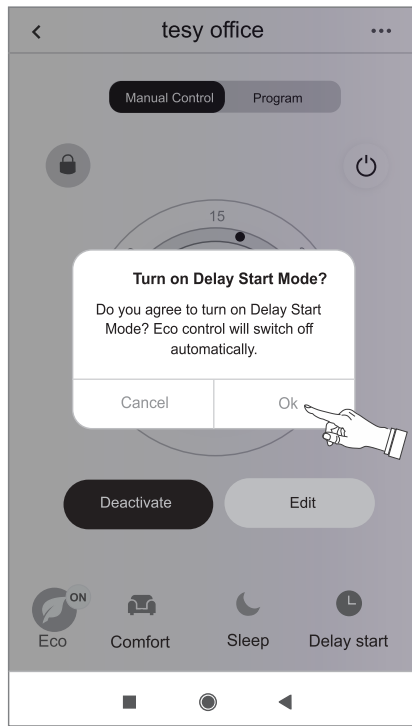 tesy office
Manual Control Program
15
Turn on Delay Start Mode?
Do you agree to turn on Delay Start
Mode? Eco control will switch off
automatically.
Cancel Ok
Deactivate Edit
ON
Eco Comfort Sleep Delay start